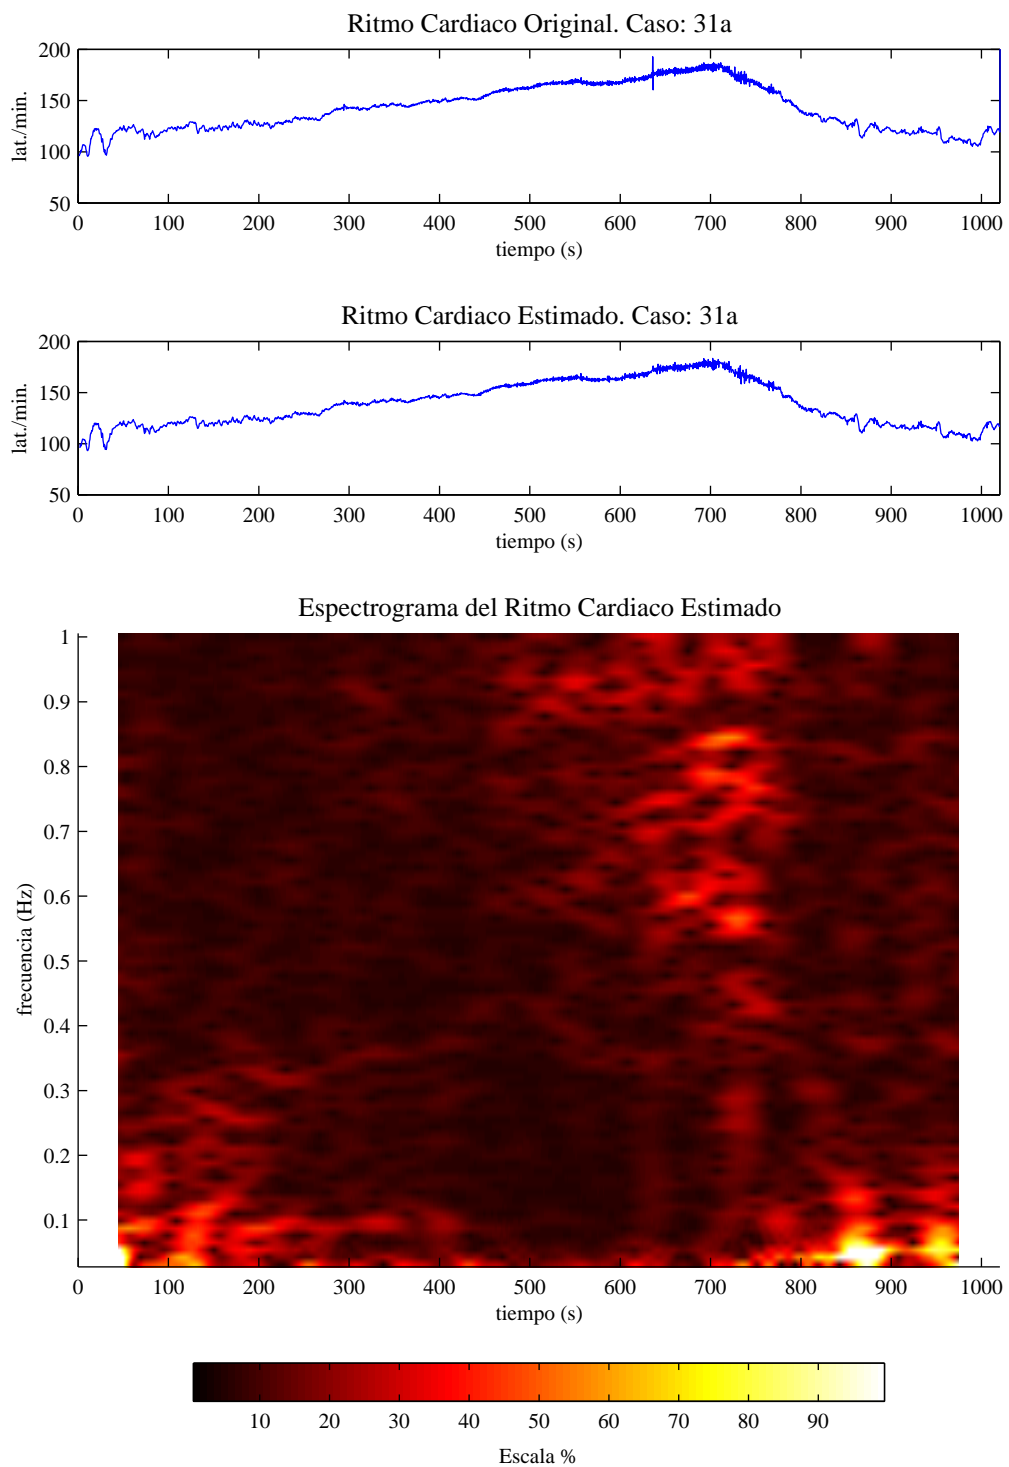 Ritmo Cardiaco Original. Caso: 31a
200
150
100
50
lat./min.
0 100 200 300 400 500 600 700 800 900 1000
tiempo (s)
Ritmo Cardiaco Estimado. Caso: 31a
200
150
100
50
lat./min.
0 100 200 300 400 500 600 700 800 900 1000
tiempo (s)
Espectrograma del Ritmo Cardiaco Estimado
1
0.9
0.8
0.7
0.6
0.5
0.4
0.3
0.2
0.1
frecuencia (Hz)
0 100 200 300 400 500 600 700 800 900 1000
tiempo (s)
10 20 30 40 50 60 70 80 90
Escala %